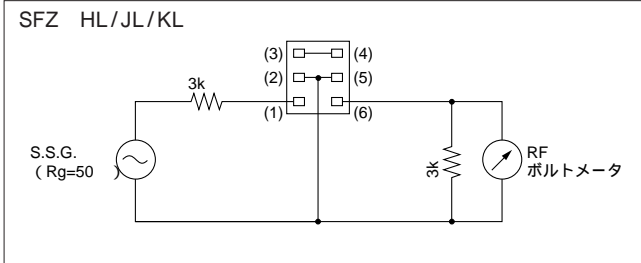 SFZ HL/JL/KL
(3) (4)
(2) (5)
3k
(1) (6)
S.S.G.
( Rg=50 )
3k
RF
ボルトメータ